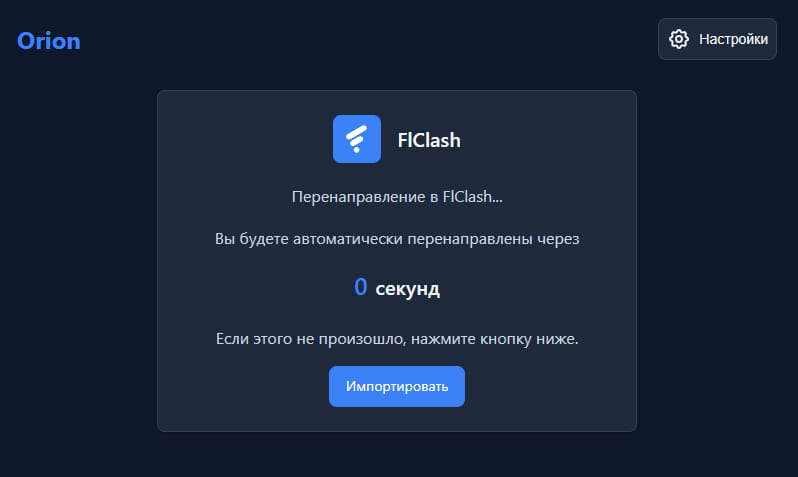 Orion
Настройки
FlClash
Перенаправление в FlClash...
Вы будете автоматически перенаправлены через
0 секунд
Если этого не произошло, нажмите кнопку ниже.
Импортировать